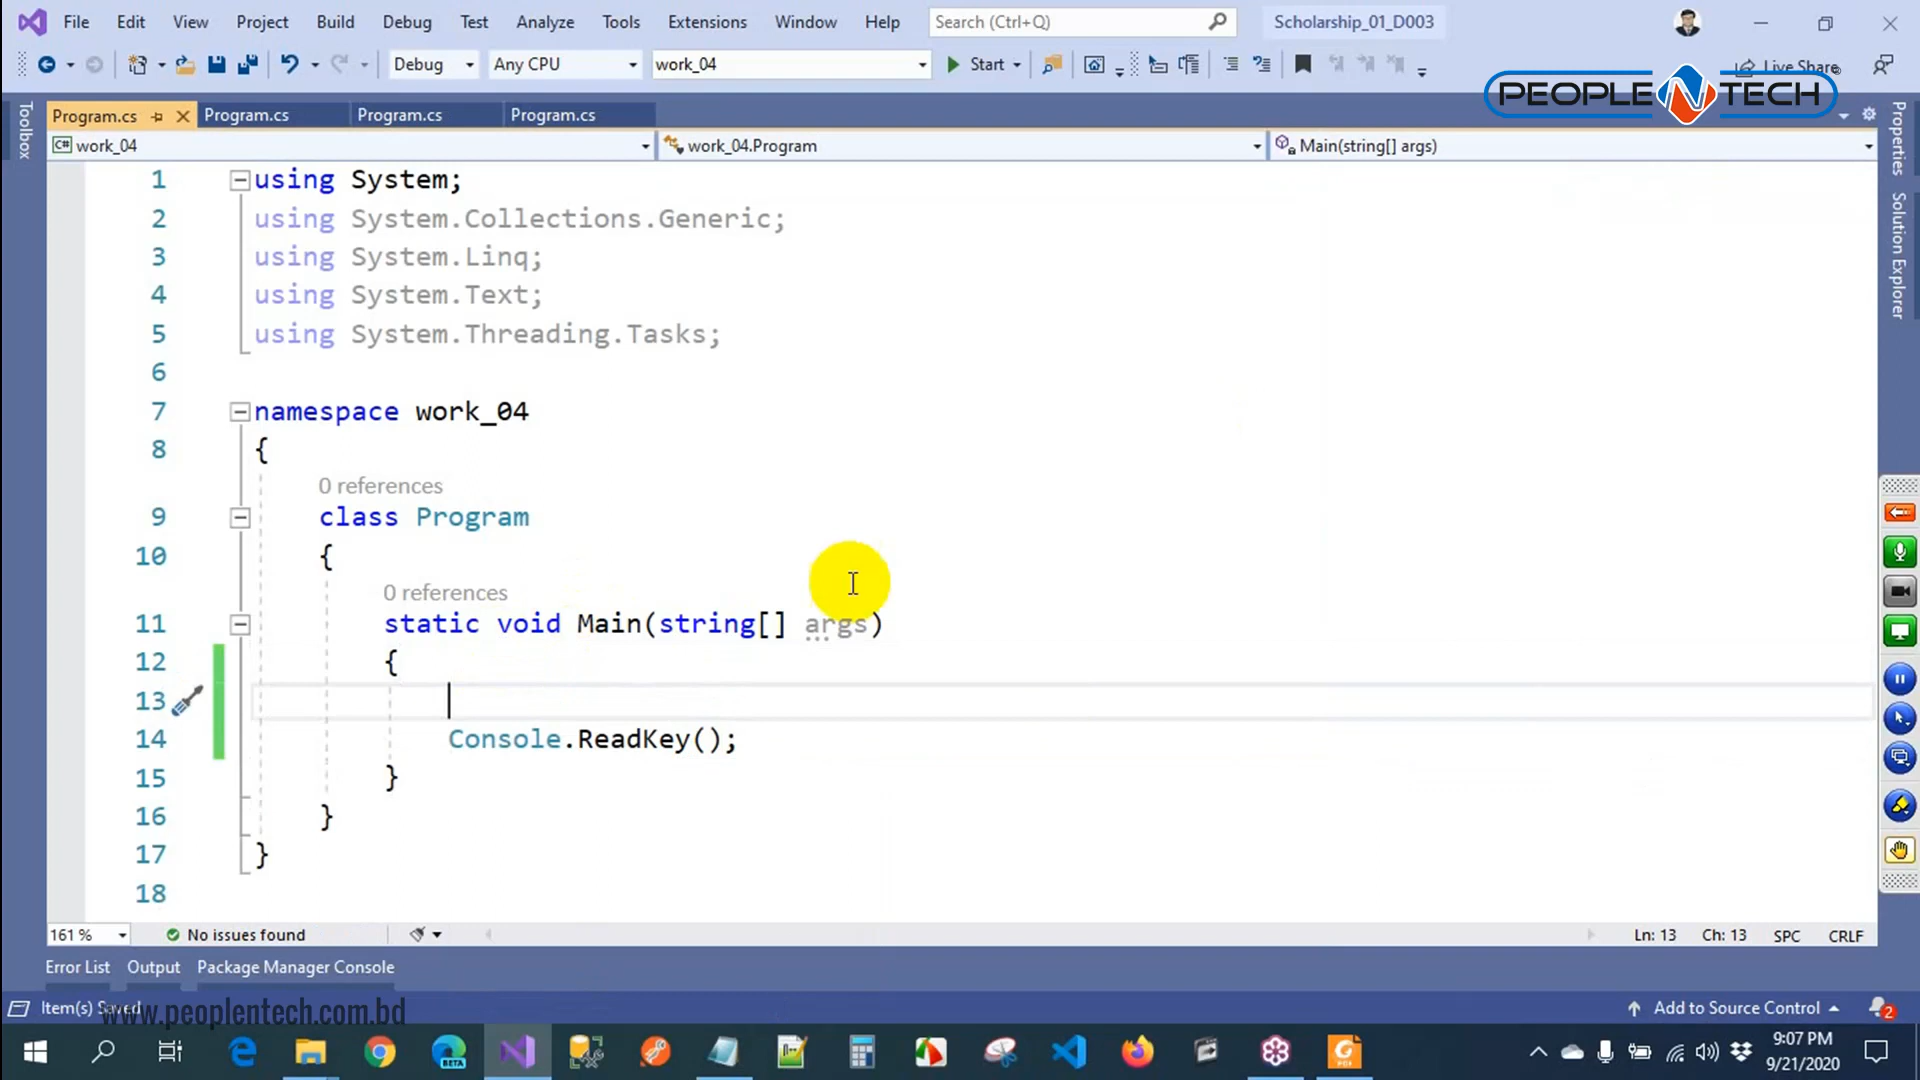 File Edit View Project Build Debug Test Analyze Tools Extensions Window Help Search (Ctrl+Q) Scholarship_01_D003
Debug Any CPU work_04 Start Live Share
PEOPLE N TECH
Toolbox
Program.cs Program.cs Program.cs Program.cs
C# work_04 work_04.Program Main(string[] args)
Properties
Solution Explorer
1 using System;
2 using System.Collections.Generic;
3 using System.Linq;
4 using System.Text;
5 using System.Threading.Tasks;
6
7 namespace work_04
8 {
0 references
9 class Program
10 {
0 references
11 static void Main(string[] args)
12 {
13
14 Console.ReadKey();
15 }
16 }
17 }
18
161 % No issues found Ln: 13 Ch: 13 SPC CRLF
Error List Output Package Manager Console
Item(s) Saved Add to Source Control 2
www.peoplentech.com.bd
BETA
9:07 PM
9/21/2020